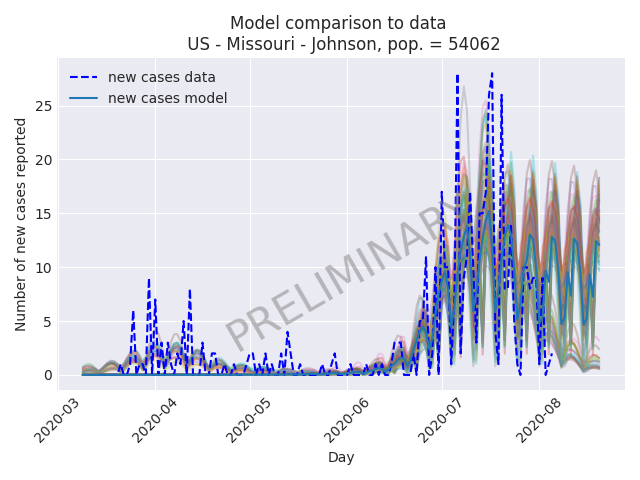 Model comparison to data
US - Missouri - Johnson, pop. = 54062
new cases data
new cases model
Number of new cases reported
25
20
15
10
5
0
PRELIMINARY
2020-03
2020-04
2020-05
2020-06
2020-07
2020-08
Day